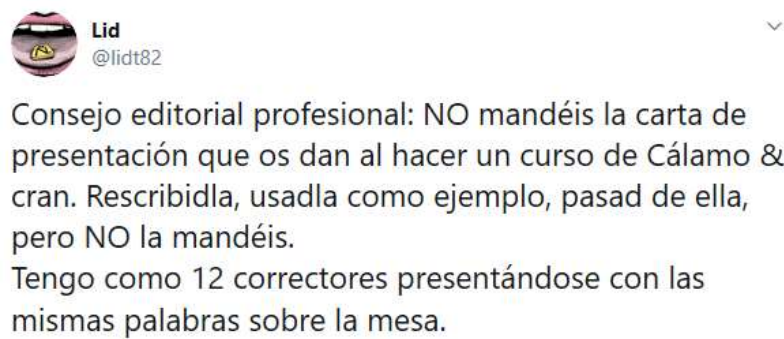 Lid
@lidt82
Consejo editorial profesional: NO mandéis la carta de
presentación que os dan al hacer un curso de Cálamo &
cran. Rescribidla, usadla como ejemplo, pasad de ella,
pero NO la mandéis.
Tengo como 12 correctores presentándose con las
mismas palabras sobre la mesa.